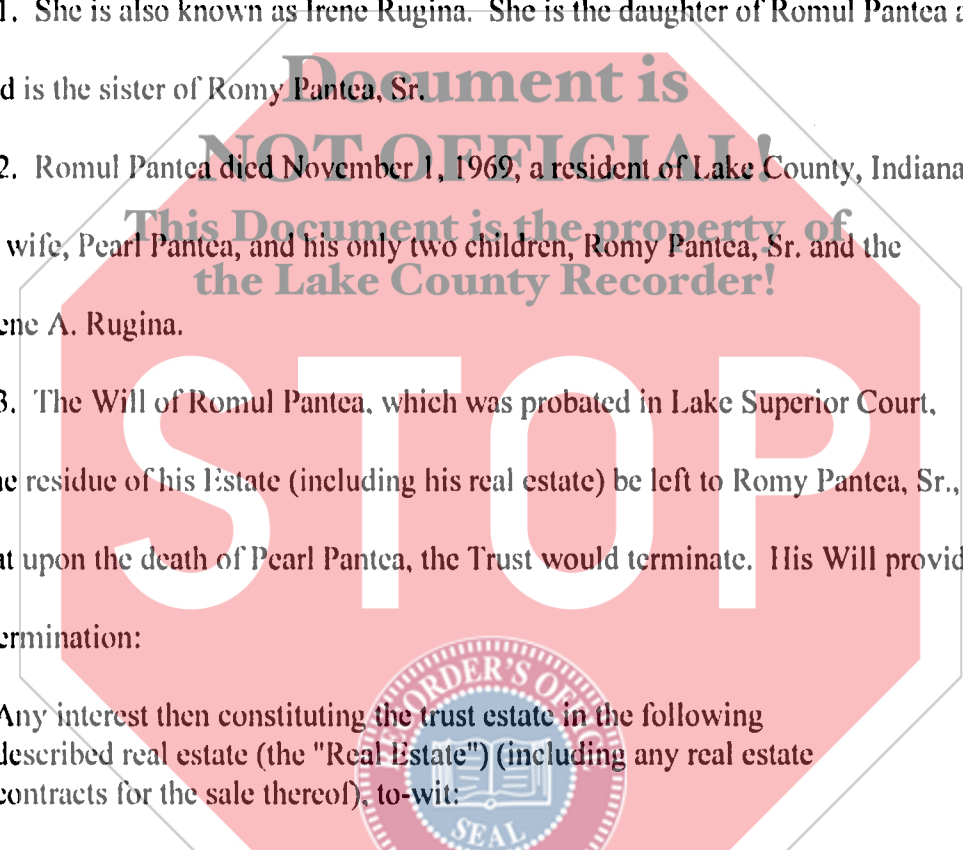 1. She is also known as Irene Rugina. She is the daughter of Romul Pantea a
Document is
d is the sister of Romy Pantea, Sr.
NOT OFFICIAL!
2. Romul Pantea died November 1, 1969, a resident of Lake County, Indiana
This Document is the property of
wife, Pearl Pantea, and his only two children, Romy Pantea, Sr. and the
the Lake County Recorder!
ene A. Rugina.
STOP
3. The Will of Romul Pantea, which was probated in Lake Superior Court,
e residue of his Estate (including his real estate) be left to Romy Pantea, Sr.,
at upon the death of Pearl Pantea, the Trust would terminate. His Will provid
ermination:
RECORDER'S OFFIC
Any interest then constituting the trust estate in the following
described real estate (the "Real Estate") (including any real estate
contracts for the sale thereof), to-wit:
SEAL